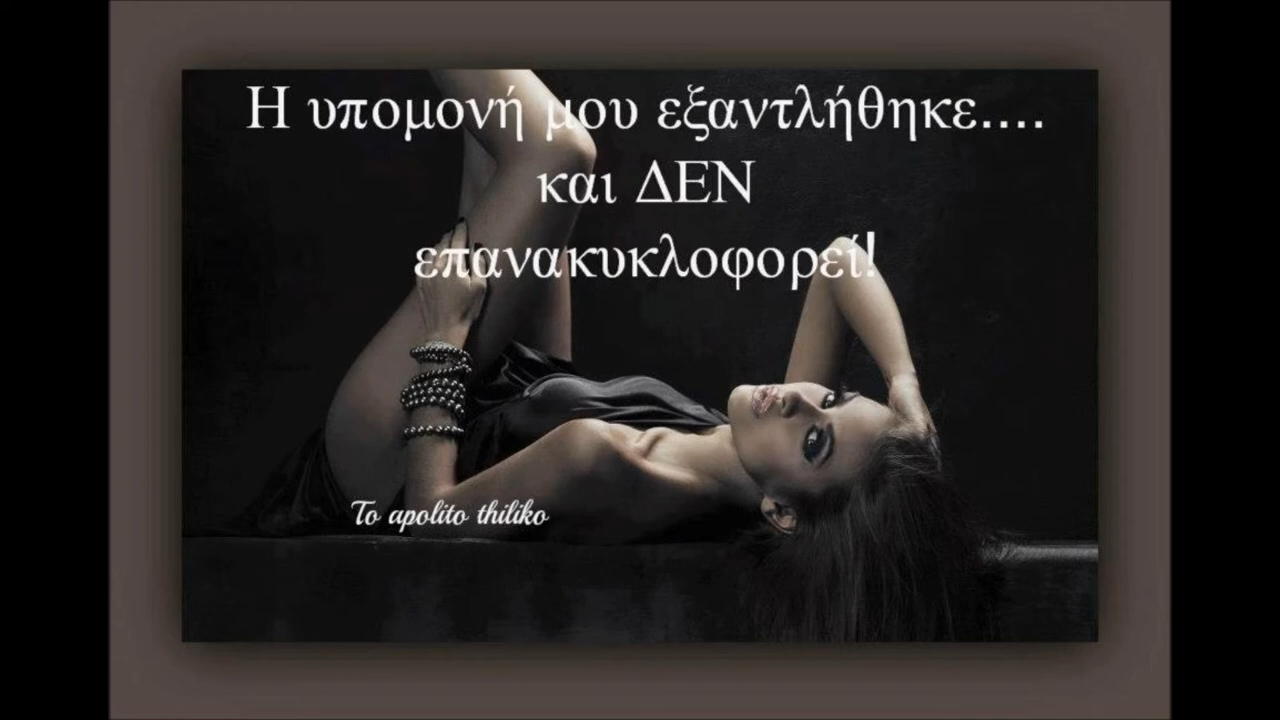 Η υπομονή μου εξαντλήθηκε....
και ΔΕΝ
επανακυκλοφορεί!
To apolito thiliko